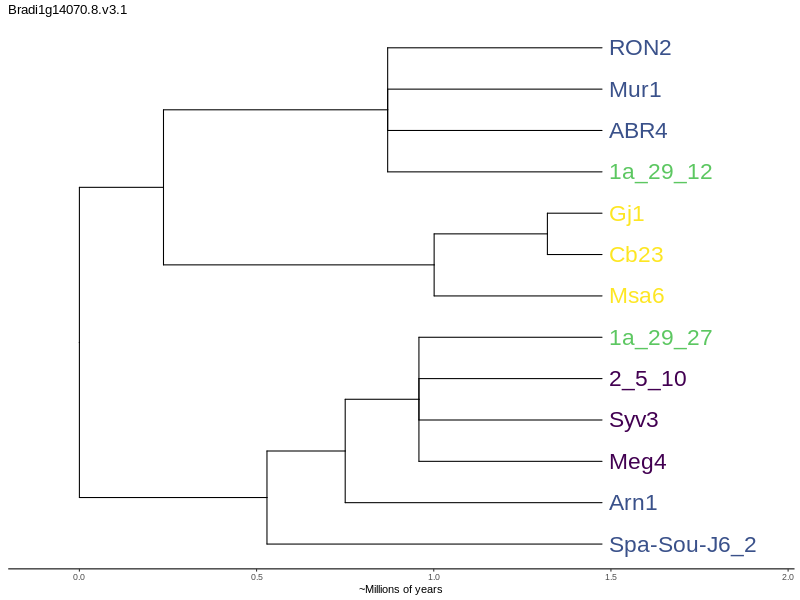 Bradi1g14070.8.v3.1
RON2
Mur1
ABR4
1a_29_12
Gj1
Cb23
Msa6
1a_29_27
2_5_10
Syv3
Meg4
Arn1
Spa-Sou-J6_2
0.0 0.5 1.0 1.5 2.0
~Millions of years